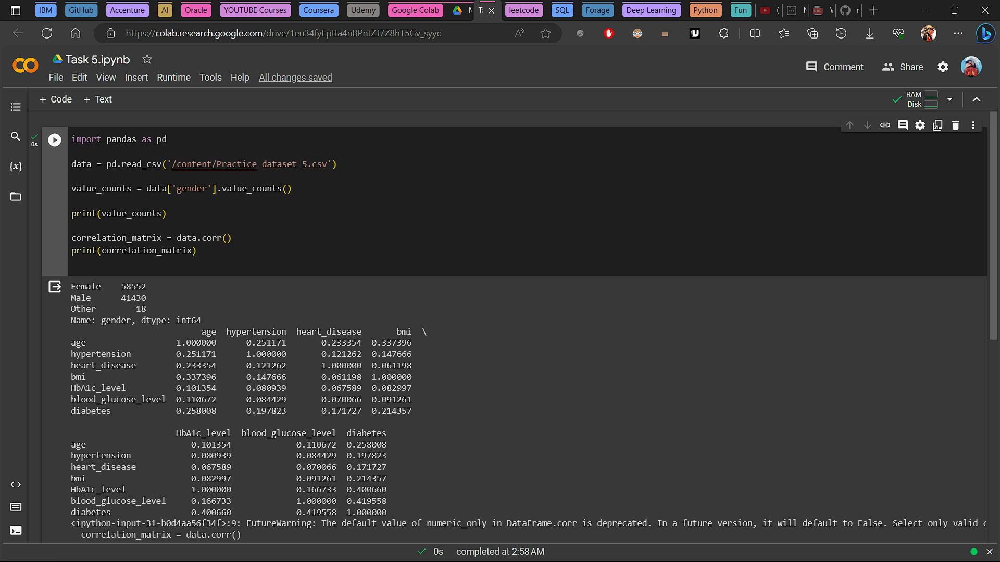 IBM GitHub Accenture AI Oracle YOUTUBE Courses Coursera Udemy Google Colab leetcode SQL Forage Deep Learning Python Fun
https://colab.research.google.com/drive/1eu34fyEptta4nBPntZJ7Z8hT5Gv_syyc
Task 5.ipynb
Comment Share
File Edit View Insert Runtime Tools Help All changes saved
+ Code + Text
RAM
Disk
0s
import pandas as pd
data = pd.read_csv('/content/Practice dataset 5.csv')
value_counts = data['gender'].value_counts()
print(value_counts)
correlation_matrix = data.corr()
print(correlation_matrix)
Female 58552
Male 41430
Other 18
Name: gender, dtype: int64
age hypertension heart_disease bmi \
age 1.000000 0.251171 0.233354 0.337396
hypertension 0.251171 1.000000 0.121262 0.147666
heart_disease 0.233354 0.121262 1.000000 0.061198
bmi 0.337396 0.147666 0.061198 1.000000
HbA1c_level 0.101354 0.080939 0.067589 0.082997
blood_glucose_level 0.110672 0.084429 0.070066 0.091261
diabetes 0.258008 0.197823 0.171727 0.214357
HbA1c_level blood_glucose_level diabetes
age 0.101354 0.110672 0.258008
hypertension 0.080939 0.084429 0.197823
heart_disease 0.067589 0.070066 0.171727
bmi 0.082997 0.091261 0.214357
HbA1c_level 1.000000 0.166733 0.400660
blood_glucose_level 0.166733 1.000000 0.419558
diabetes 0.400660 0.419558 1.000000
<ipython-input-31-b0d4aa56f34f>:9: FutureWarning: The default value of numeric_only in DataFrame.corr is deprecated. In a future version, it will default to False. Select only valid c
correlation_matrix = data.corr()
0s completed at 2:58 AM